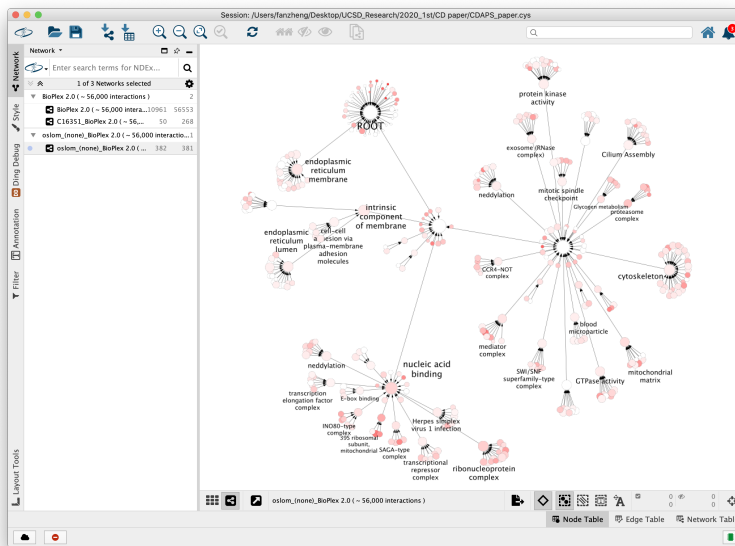 Session: /Users/fanzheng/Desktop/UCSD_Research/2020_1st/CD paper/CDAPS_paper.cys
Network
Enter search terms for NDEx...
1 of 3 Networks selected
BioPlex 2.0 ( ~ 56,000 interactions ) 2
BioPlex 2.0 ( ~ 56,000 intera... 10961 56553
C16351_BioPlex 2.0 ( ~ 56,... 50 268
oslom_(none)_BioPlex 2.0 ( ~ 56,000 interactio... 1
oslom_(none)_BioPlex 2.0 ( ... 382 381
Network
Style
Ding Debug
Annotation
Filter
Layout Tools
protein kinase
activity
ROOT
exosome (RNase
complex)
Cilium Assembly
endoplasmic
reticulum
membrane
mitotic spindle
checkpoint
neddylation
Glycogen metabolism
proteasome
complex
intrinsic
component
of membrane
endoplasmic
reticulum
lumen
cell-cell
adhesion via
plasma-membrane
adhesion
molecules
CCR4-NOT
complex
cytoskeleton
blood
microparticle
mediator
complex
SWI/SNF
superfamily-type
complex
GTPase activity
mitochondrial
matrix
nucleic acid
binding
neddylation
transcription
elongation factor
complex
E-box binding
INO80-type
complex
39S ribosomal
subunit,
mitochondrial
SAGA-type
complex
Herpes simplex
virus 1 infection
transcriptional
repressor
complex
ribonucleoprotein
complex
oslom_(none)_BioPlex 2.0 ( ~ 56,000 interactions )
A
0 0
0 0
Node Table
Edge Table
Network Table